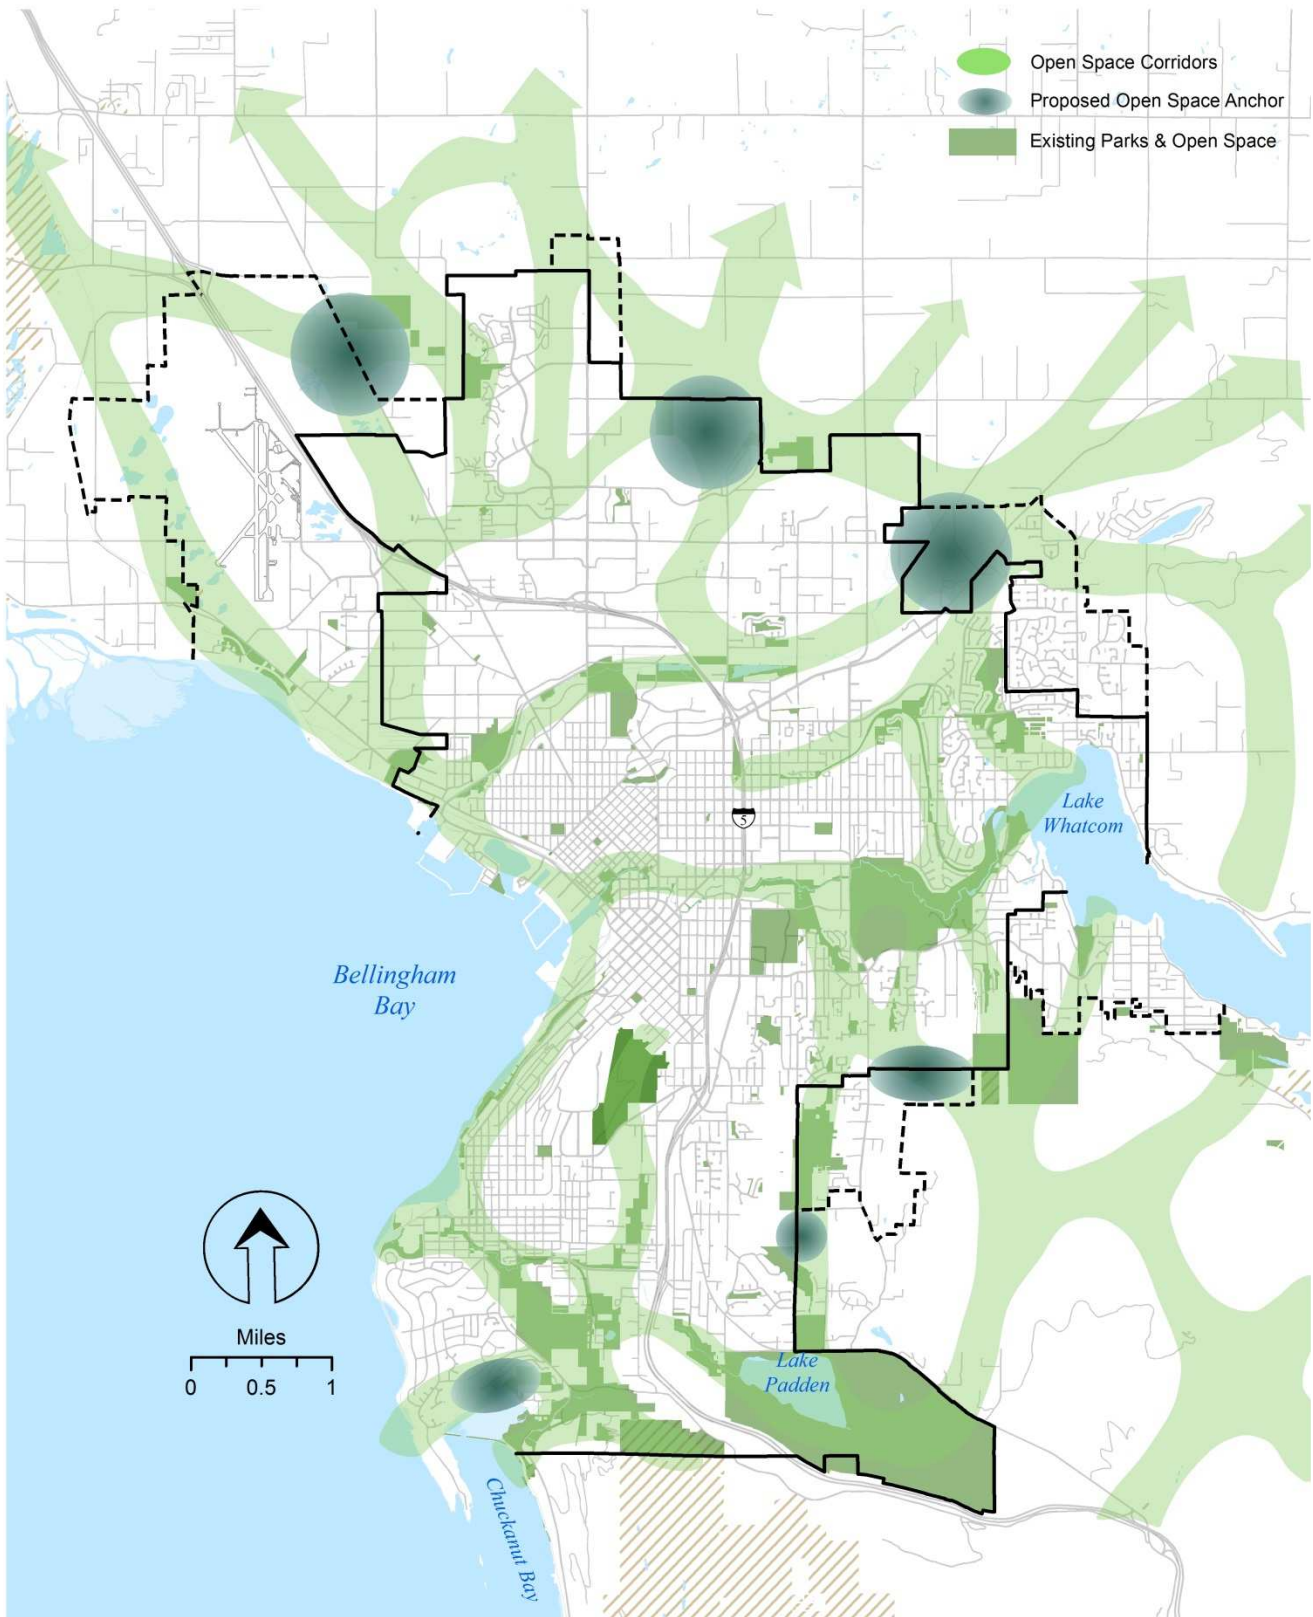 Open Space Corridors
Proposed Open Space Anchor
Existing Parks & Open Space
Lake
Whatcom
5
Bellingham
Bay
Miles
0 0.5 1
Lake
Padden
Chuckanut Bay